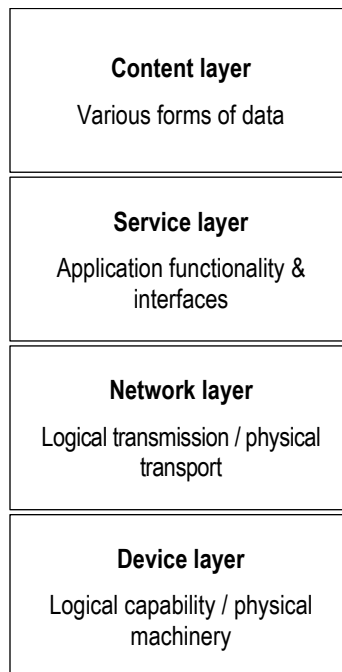 Content layer
Various forms of data
Service layer
Application functionality &
interfaces
Network layer
Logical transmission / physical
transport
Device layer
Logical capability / physical
machinery